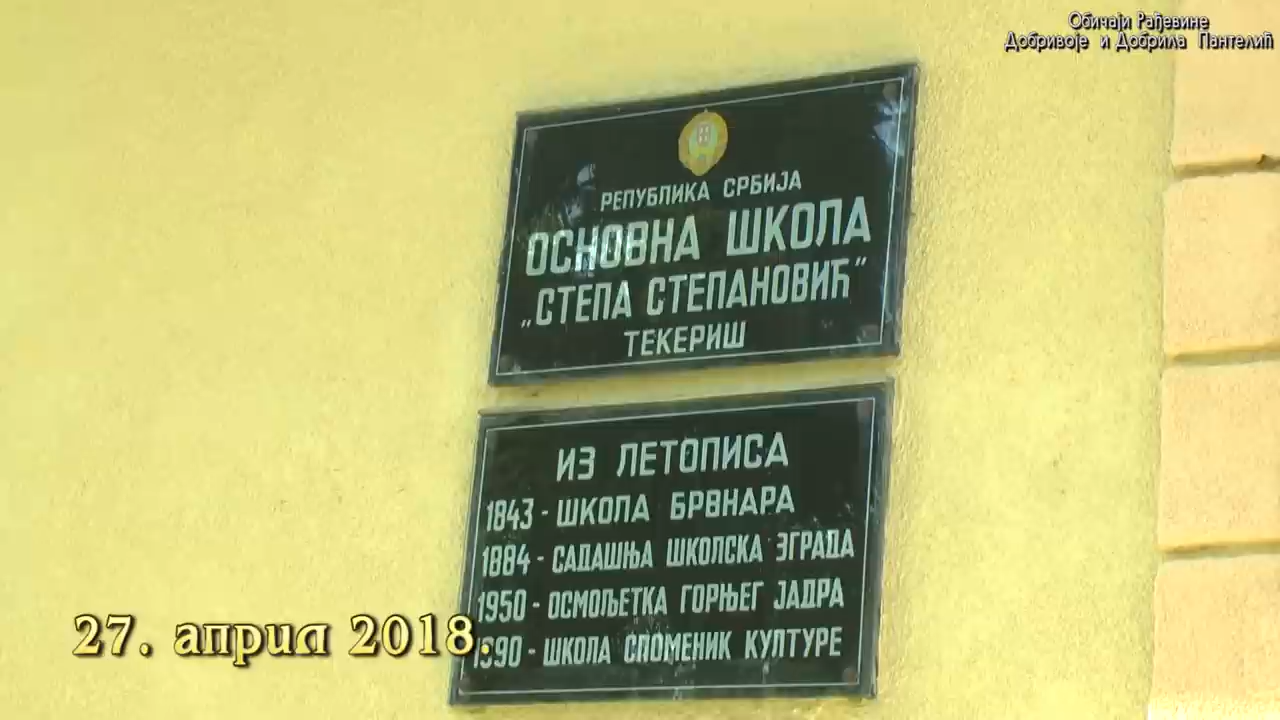 Обичаји Рађевине
Добривоје и Добрила Пантелић
РЕПУБЛИКА СРБИЈА
ОСНОВНА ШКОЛА
„СТЕПА СТЕПАНОВИЋ"
ТЕКЕРИШ
ИЗ ЛЕТОПИСА
1843 - ШКОЛА БРВНАРА
1884 - САДАШЊА ШКОЛСКА ЗГРАДА
1950 - ОСМОЉЕТКА ГОРЊЕГ ЈАДРА
1990 - ШКОЛА СПОМЕНИК КУЛТУРЕ
27. април 2018.